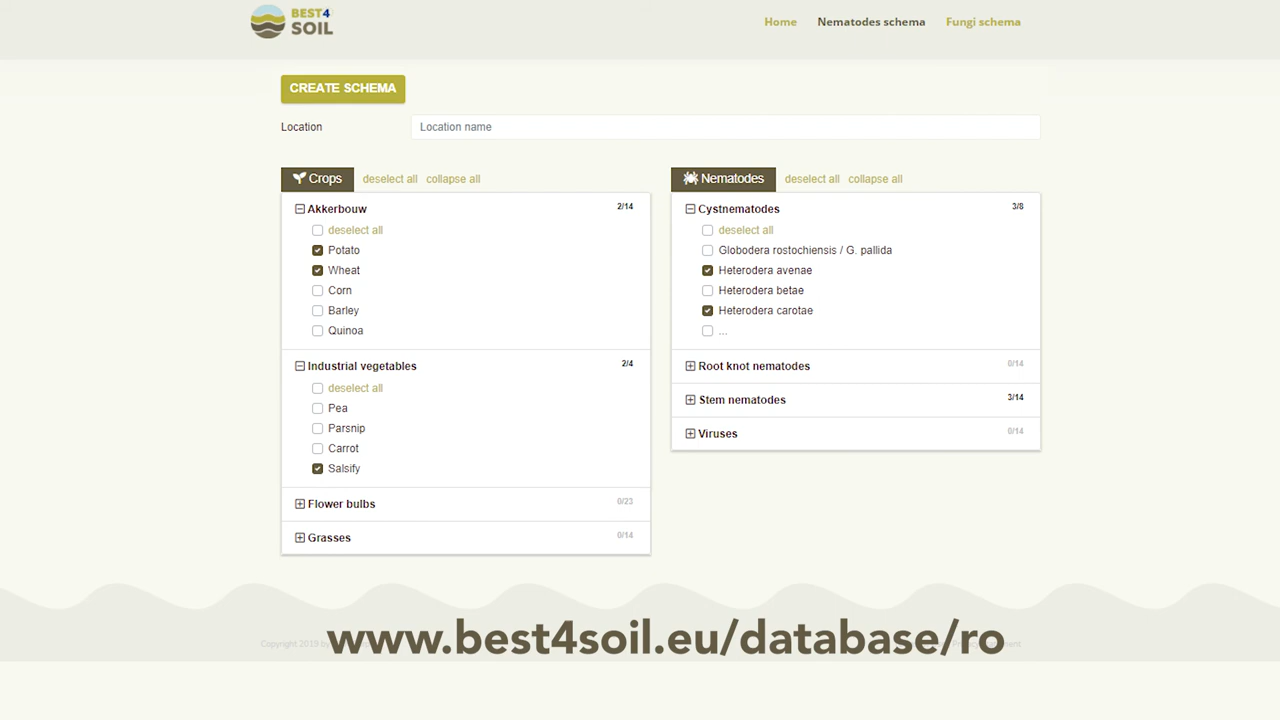 BEST4
SOIL
Home
Nematodes schema
Fungi schema
CREATE SCHEMA
Location
Location name
Crops
deselect all
collapse all
Akkerbouw
2/14
deselect all
Potato
Wheat
Corn
Barley
Quinoa
Industrial vegetables
2/4
deselect all
Pea
Parsnip
Carrot
Salsify
Flower bulbs
0/23
Grasses
0/14
Nematodes
deselect all
collapse all
Cystnematodes
3/8
deselect all
Globodera rostochiensis / G. pallida
Heterodera avenae
Heterodera betae
Heterodera carotae
...
Root knot nematodes
0/14
Stem nematodes
3/14
Viruses
0/14
Copyright 2019 by
www.best4soil.eu/database/ro